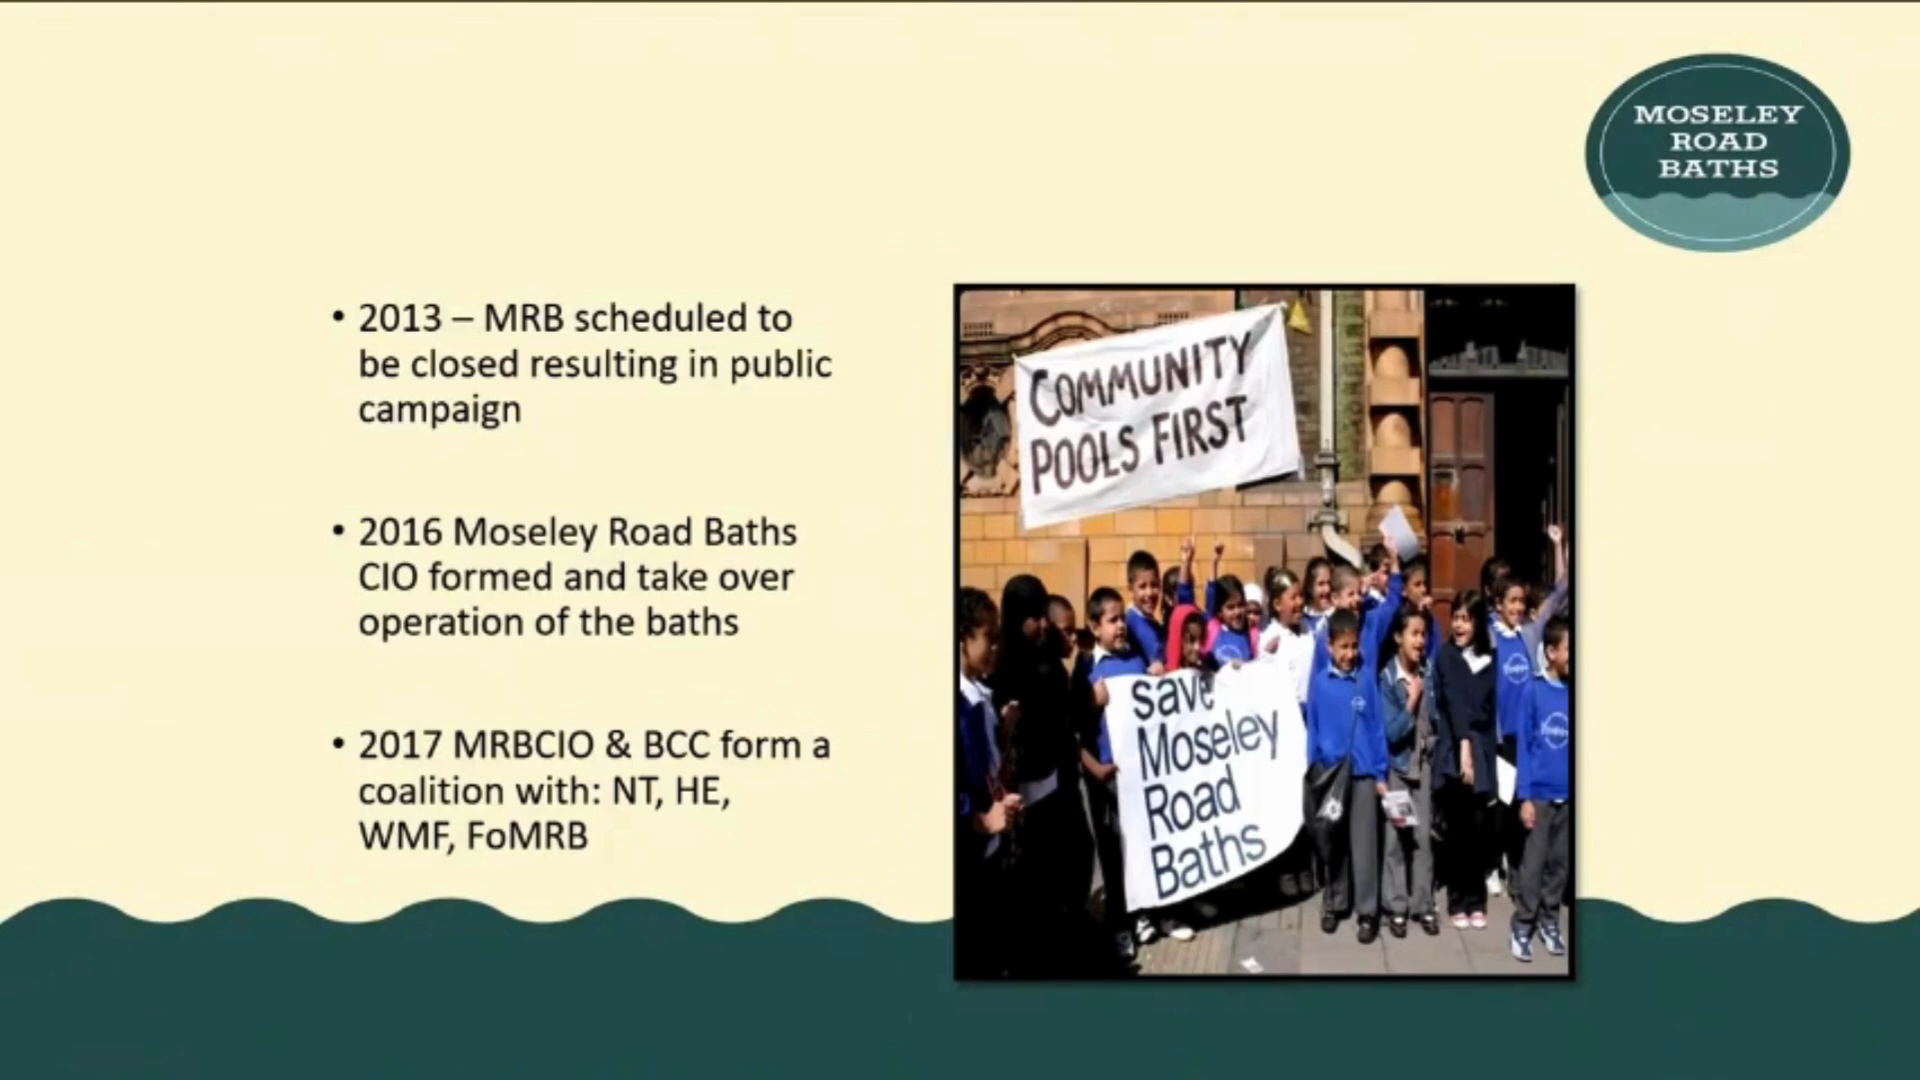 MOSELEY
ROAD
BATHS
• 2013 – MRB scheduled to
be closed resulting in public
campaign
• 2016 Moseley Road Baths
CIO formed and take over
operation of the baths
• 2017 MRBCIO & BCC form a
coalition with: NT, HE,
WMF, FoMRB
COMMUNITY
POOLS FIRST
save
Moseley
Road
Baths